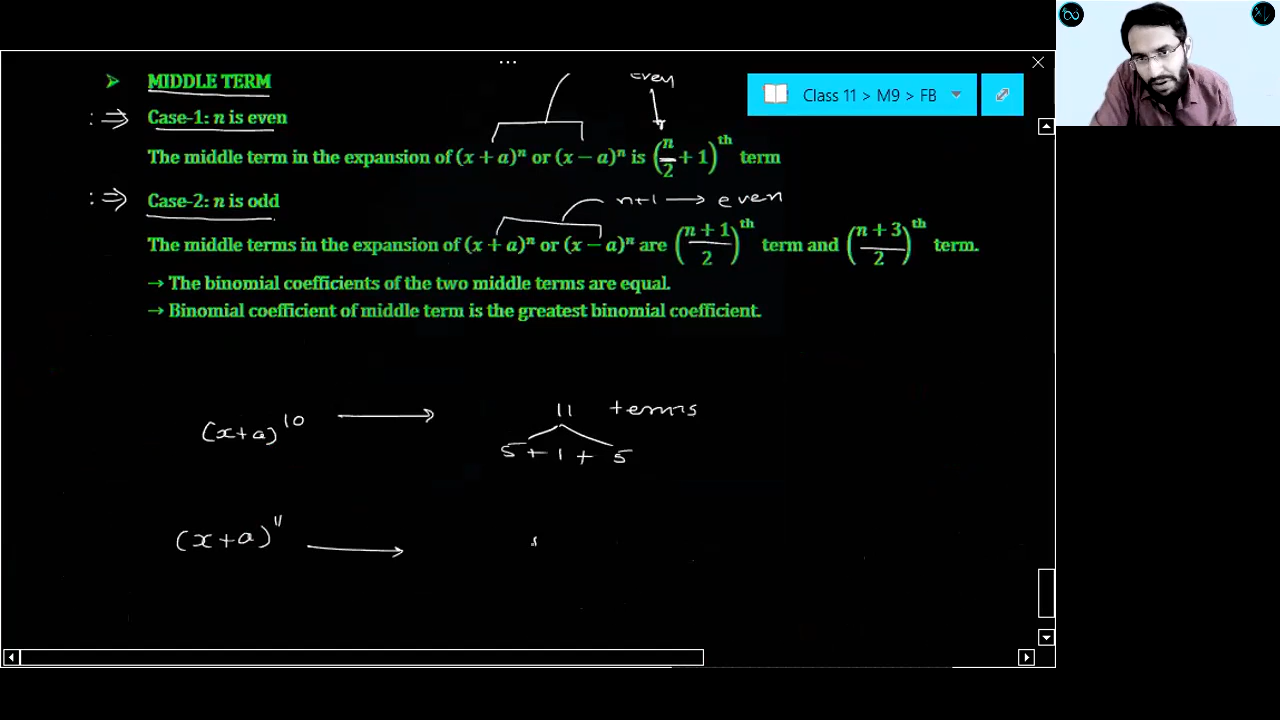 ➤ MIDDLE TERM
even
Class 11 > M9 > FB
: ⇒ Case-1: n is even
The middle term in the expansion of (x + a)ⁿ or (x − a)ⁿ is (n/2 + 1)^th term
: ⇒ Case-2: n is odd
n+1 → even
The middle terms in the expansion of (x + a)ⁿ or (x − a)ⁿ are ((n + 1)/2)^th term and ((n + 3)/2)^th term.
→ The binomial coefficients of the two middle terms are equal.
→ Binomial coefficient of middle term is the greatest binomial coefficient.
(x+a)^10 → 11 terms
5 + 1 + 5
(x+a)^11 →